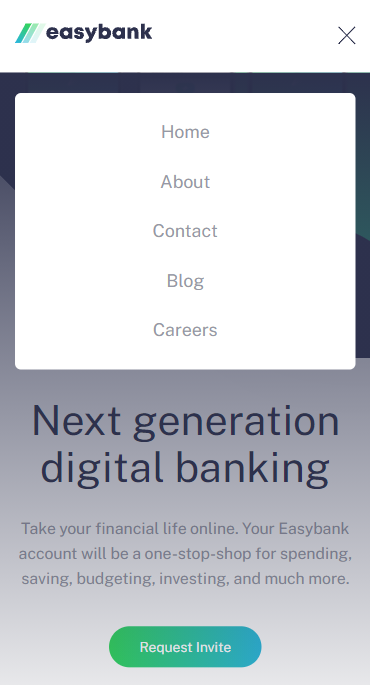 easybank
Home
About
Contact
Blog
Careers
Next generation
digital banking
Take your financial life online. Your Easybank
account will be a one-stop-shop for spending,
saving, budgeting, investing, and much more.
Request Invite